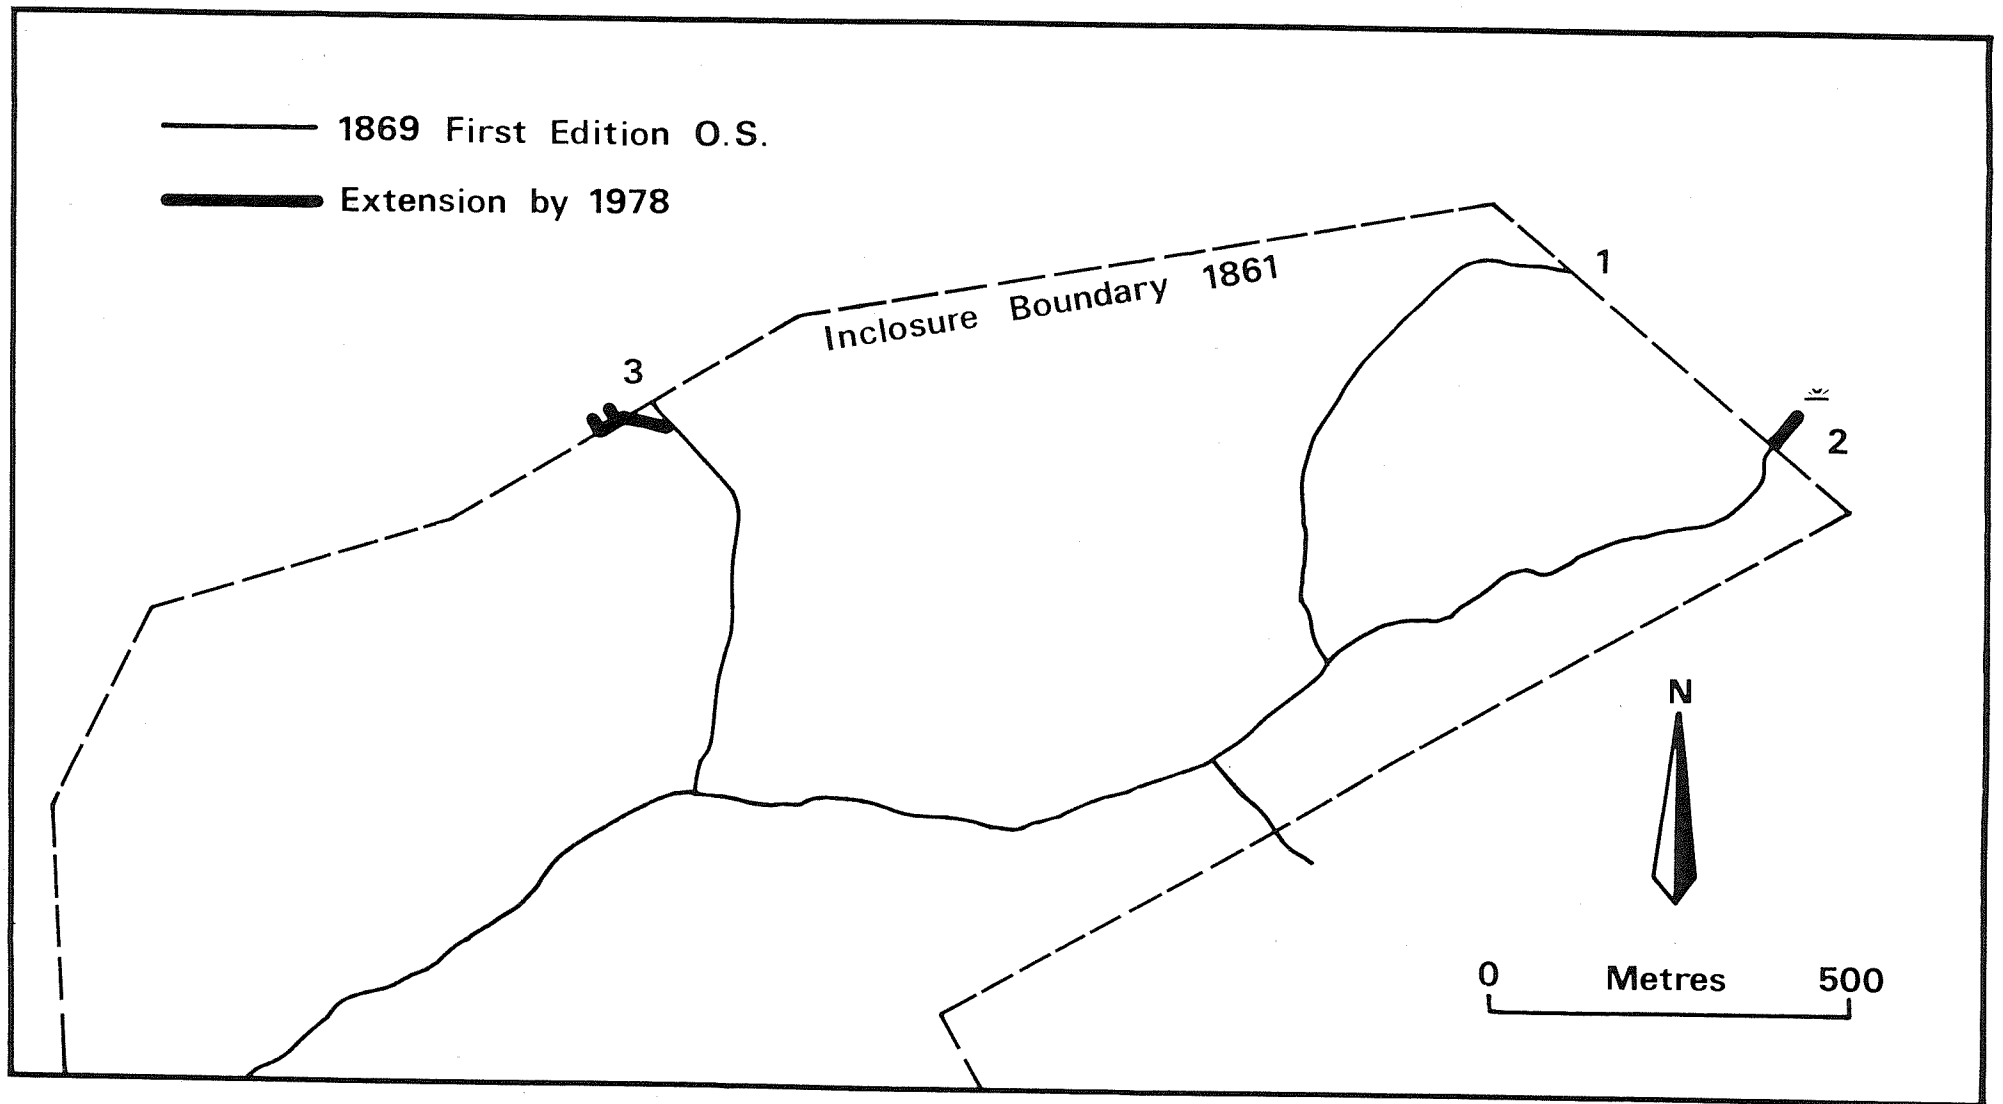 1869 First Edition O.S.
Extension by 1978
Inclosure Boundary 1861
1
3
2
N
0 Metres 500